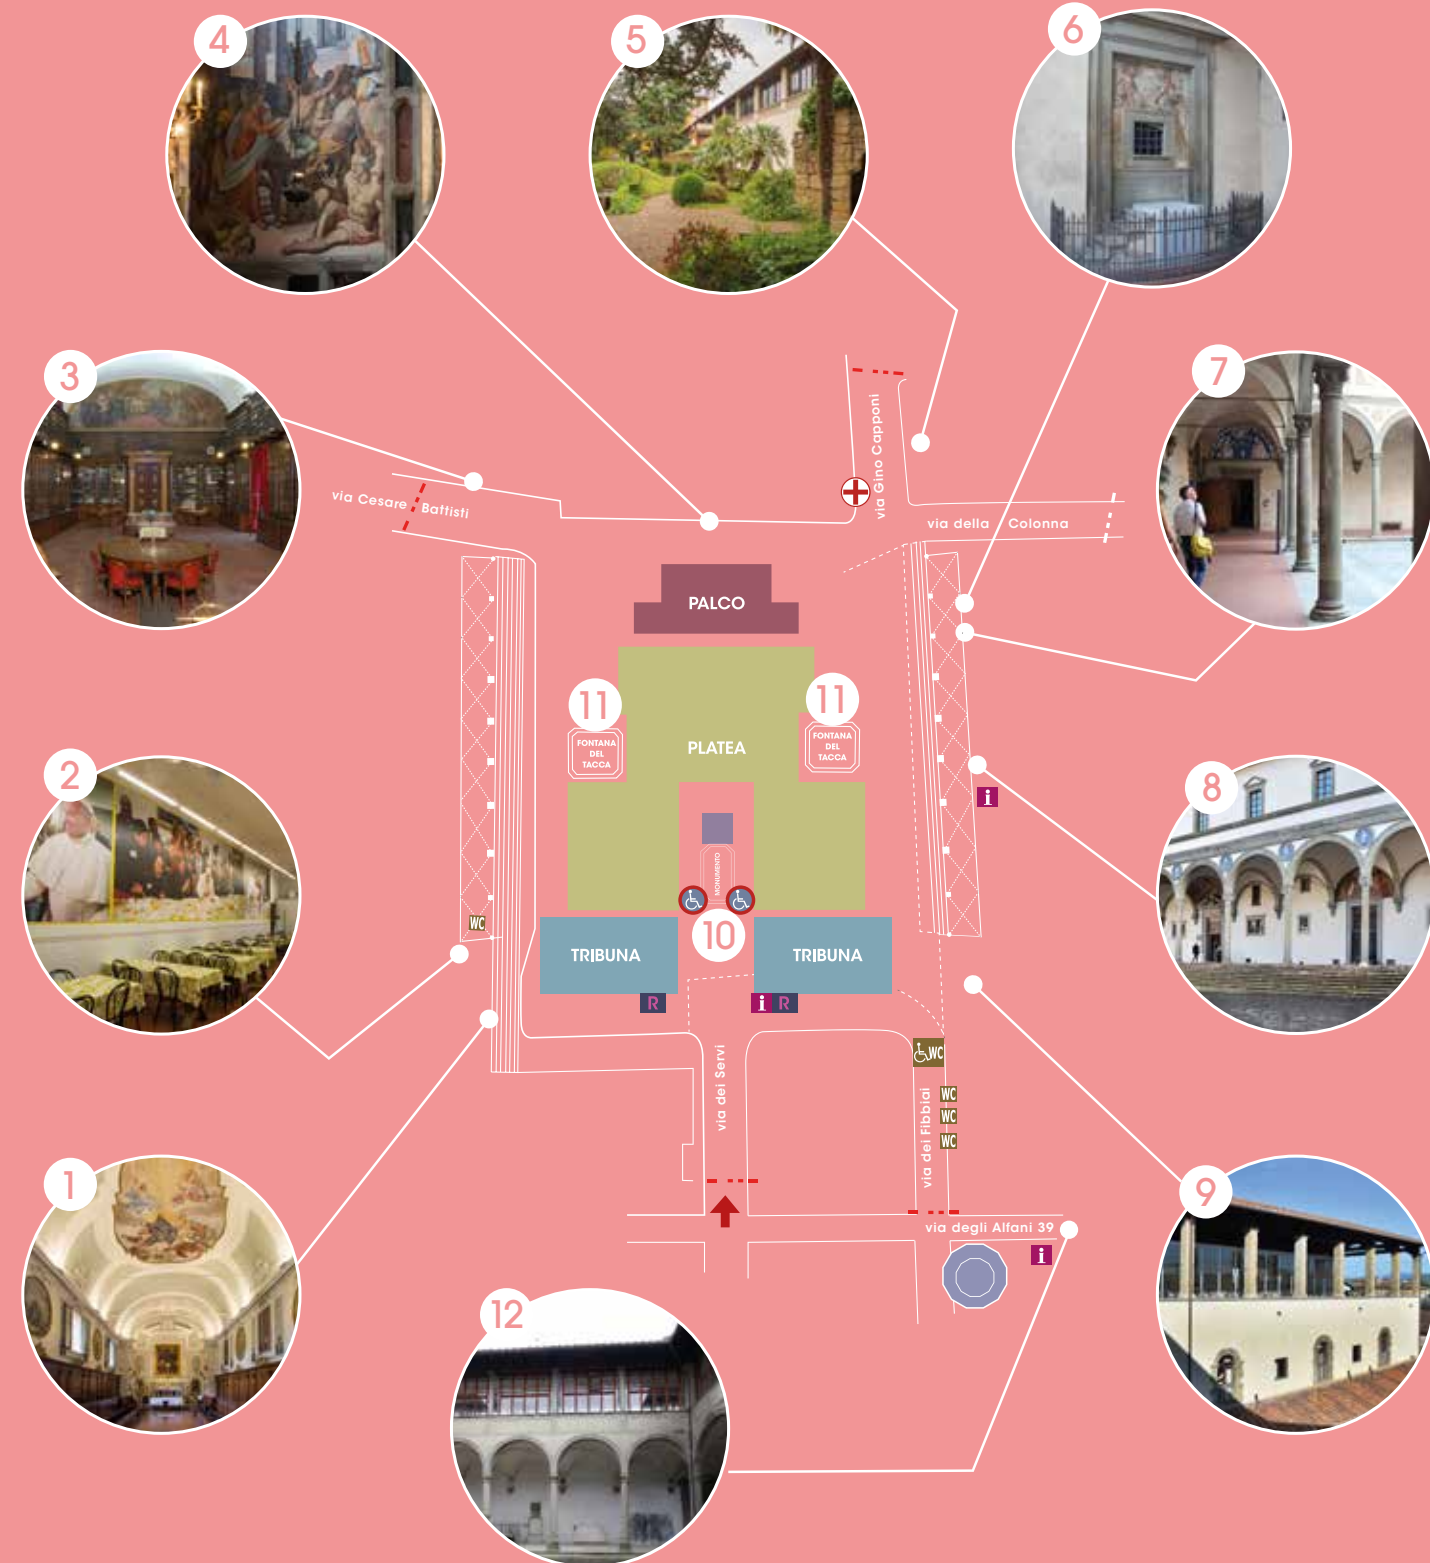 4
5
6
3
7
via Cesare Battisti
via Gino Capponi
via della Colonna
PALCO
11
11
FONTANA
DEL
TACCA
PLATEA
FONTANA
DEL
TACCA
2
8
i
MONUMENTO
WC
10
TRIBUNA
TRIBUNA
R
i R
via dei Servi
WC
via dei Fibbiai
WC
WC
WC
1
9
via degli Alfani 39
i
12